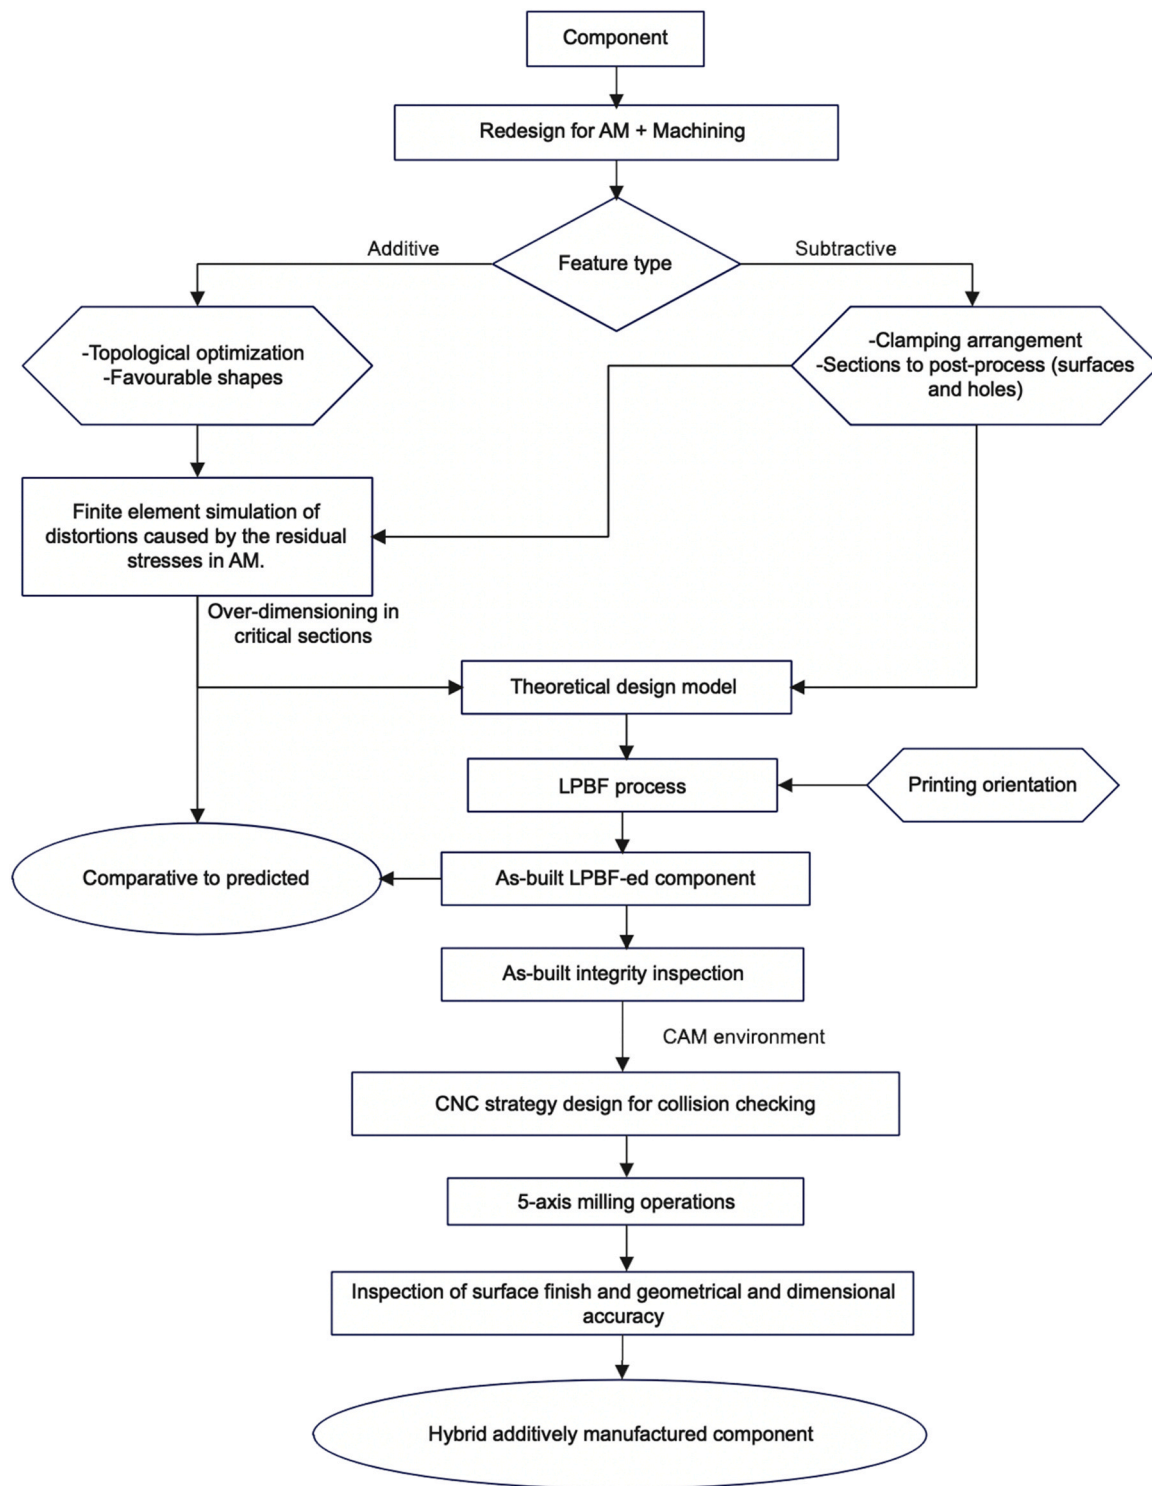 Component
Redesign for AM + Machining
Additive
Feature type
Subtractive
-Topological optimization
-Favourable shapes
-Clamping arrangement
-Sections to post-process (surfaces
and holes)
Finite element simulation of
distortions caused by the residual
stresses in AM.
Over-dimensioning in
critical sections
Theoretical design model
LPBF process
Printing orientation
Comparative to predicted
As-built LPBF-ed component
As-built integrity inspection
CAM environment
CNC strategy design for collision checking
5-axis milling operations
Inspection of surface finish and geometrical and dimensional
accuracy
Hybrid additively manufactured component